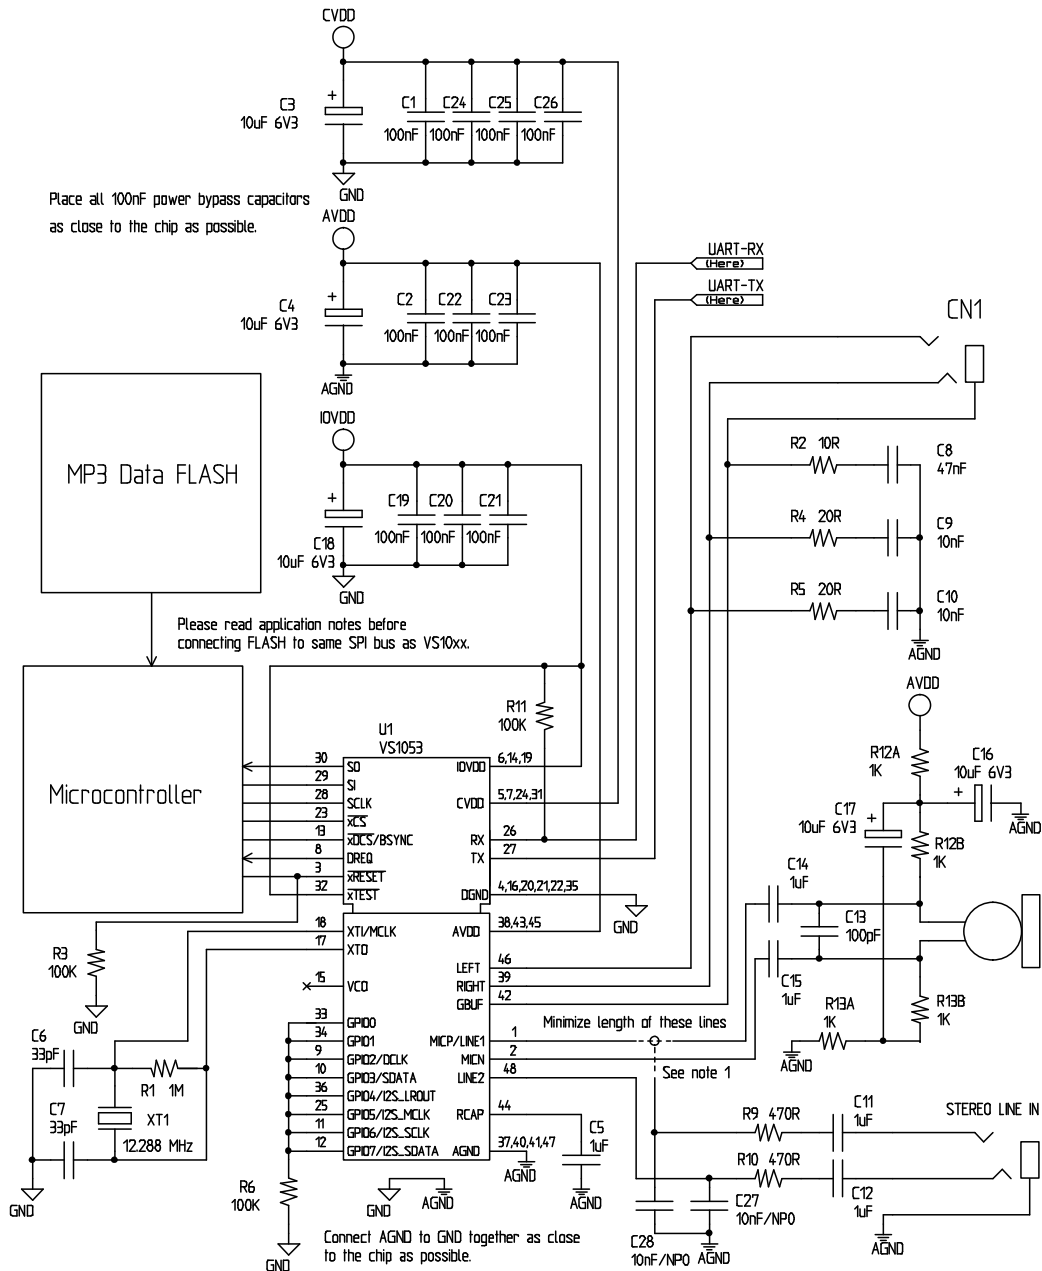 CVDD
C3
10uF 6V3
+
C1 C24 C25 C26
100nF 100nF 100nF 100nF
GND
Place all 100nF power bypass capacitors
as close to the chip as possible.
AVDD
UART-RX
(Here)
UART-TX
(Here)
C4
10uF 6V3
+
C2 C22 C23
100nF 100nF 100nF
AGND
CN1
MP3 Data FLASH
IOVDD
+
C18
10uF 6V3
C19 C20 C21
100nF 100nF 100nF
GND
R2 10R
C8
47nF
R4 20R
C9
10nF
R5 20R
C10
10nF
AGND
Please read application notes before
connecting FLASH to same SPI bus as VS10xx.
Microcontroller
R11
100K
U1
VS1053
30 SO
29 SI
28 SCLK
23 xCS
13 xDCS/BSYNC
8 DREQ
3 xRESET
32 xTEST
18 XTI/MCLK
17 XTO
15 VCO
x
33 GPIO0
34 GPIO1
9 GPIO2/DCLK
10 GPIO3/SDATA
36 GPIO4/I2S_LROUT
25 GPIO5/I2S_MCLK
11 GPIO6/I2S_SCLK
12 GPIO7/I2S_SDATA
IOVDD 6,14,19
CVDD 5,7,24,31
RX 26
TX 27
DGND 4,16,20,21,22,35
GND
AVDD 38,43,45
LEFT 46
RIGHT 39
GBUF 42
MICP/LINE1 1
MICN 2
LINE2 48
RCAP 44
AGND 37,40,41,47
AGND
C5
1uF
AGND
AVDD
R12A
1K
C16
10uF 6V3
+
AGND
C17
10uF 6V3
+
R12B
1K
C14
1uF
C13
100pF
C15
1uF
R13A
1K
R13B
1K
AGND
Minimize length of these lines
See note 1
R3
100K
GND
C6
33pF
R1 1M
C7
33pF
XT1
12.288 MHz
GND
R6
100K
GND
GND
AGND
Connect AGND to GND together as close
to the chip as possible.
R9 470R
C11
1uF
STEREO LINE IN
R10 470R
C12
1uF
C27
10nF/NPO
C28
10nF/NPO
AGND
AGND